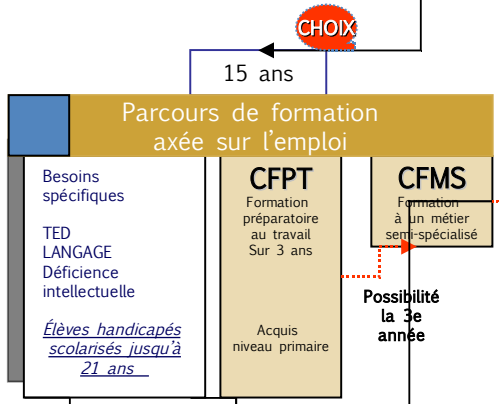 CHOIX
15 ans
Parcours de formation
axée sur l'emploi
Besoins
spécifiques
TED
LANGAGE
Déficience
intellectuelle
Élèves handicapés
scolarisés jusqu'à
21 ans
CFPT
Formation
préparatoire
au travail
Sur 3 ans
Acquis
niveau primaire
CFMS
Formation
à un métier
semi-spécialisé
Possibilité
la 3e
année